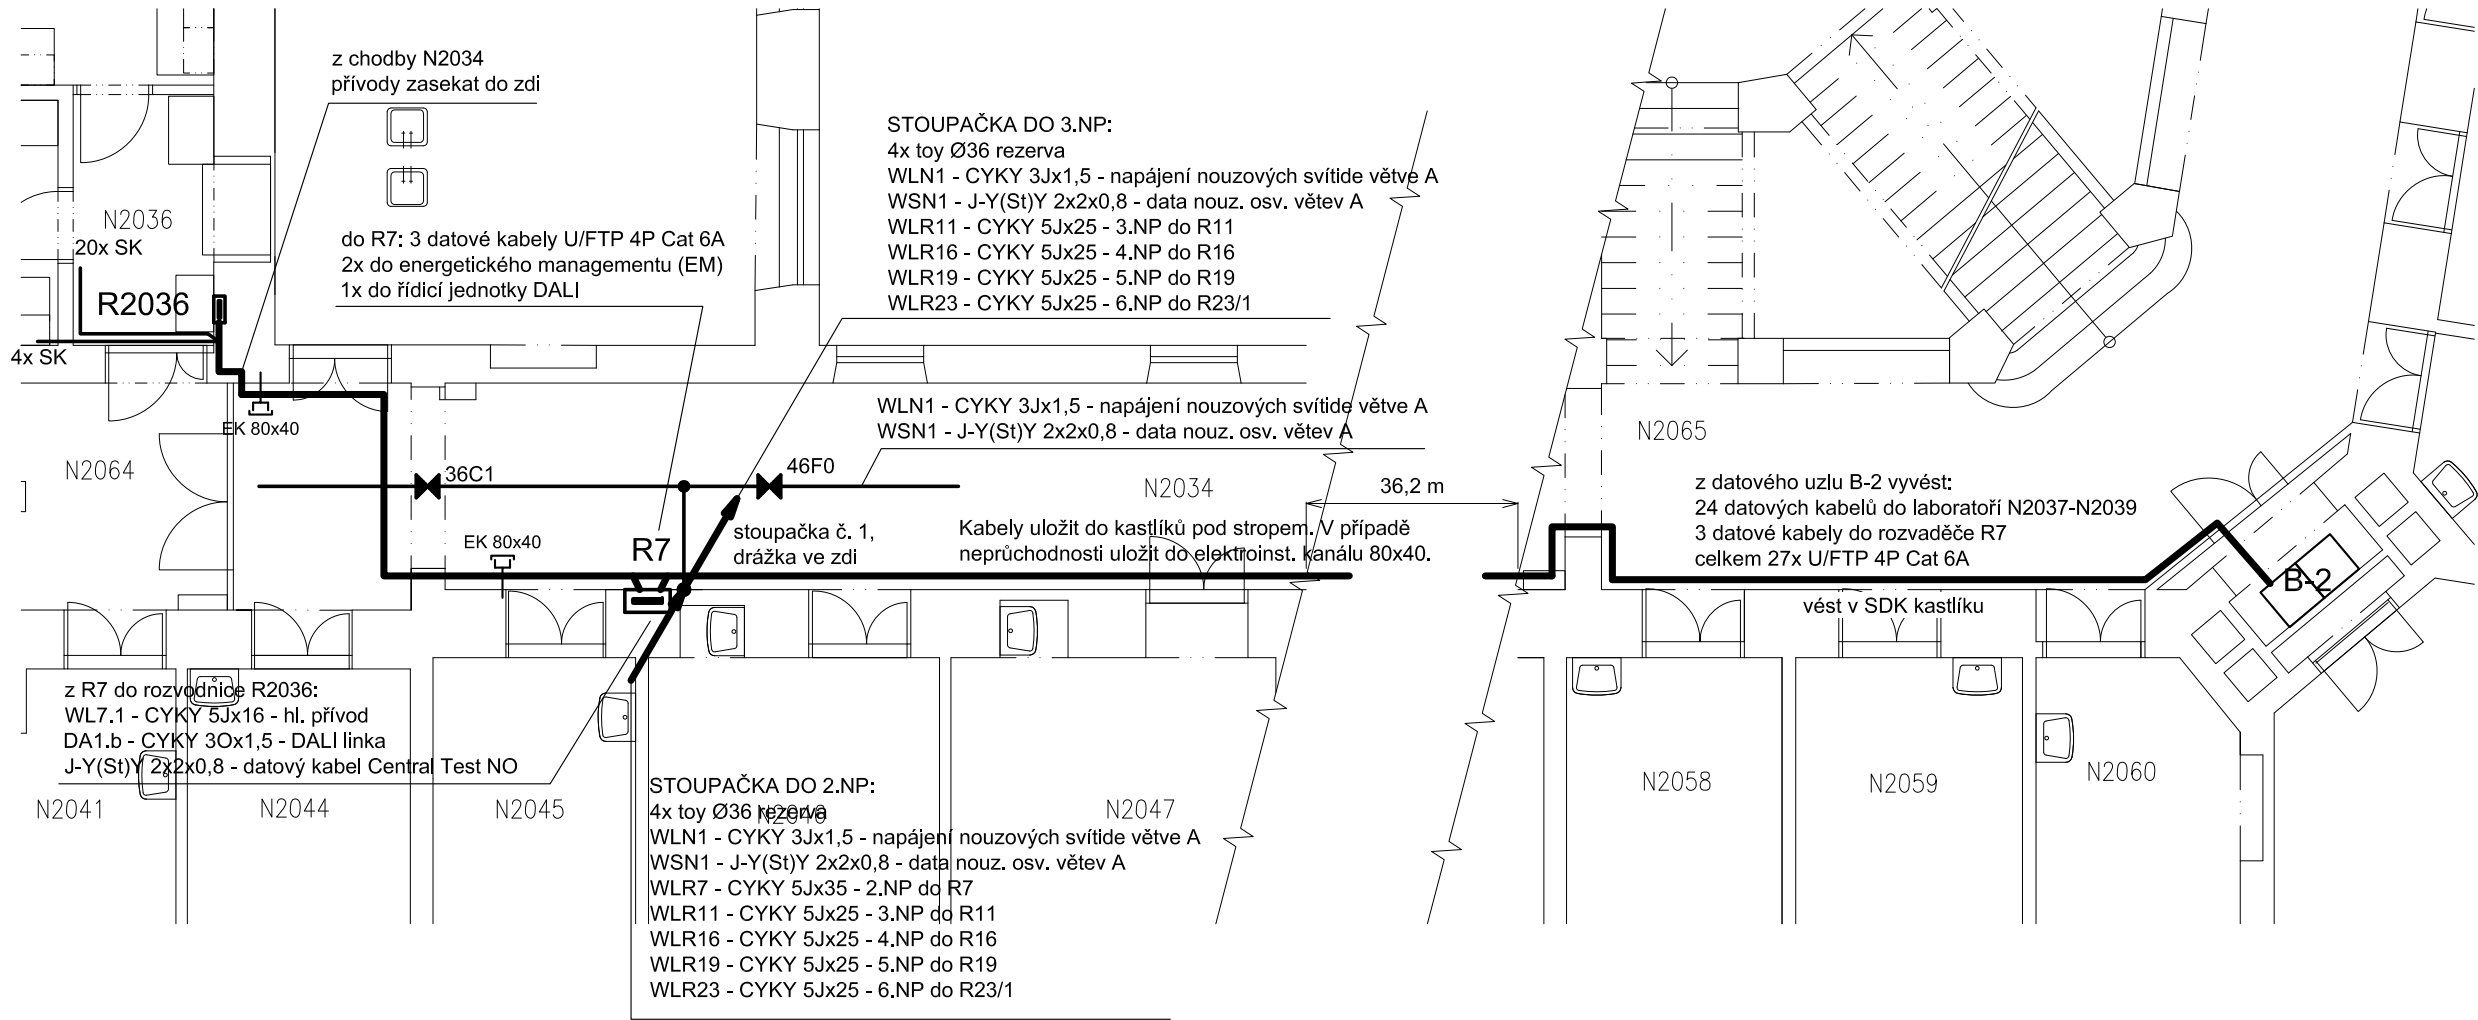 z chodby N2034
přívody zasekat do zdi
STOUPAČKA DO 3.NP:
4x toy Ø36 rezerva
WLN1 - CYKY 3Jx1,5 - napájení nouzových svítide větve A
WSN1 - J-Y(St)Y 2x2x0,8 - data nouz. osv. větev A
WLR11 - CYKY 5Jx25 - 3.NP do R11
WLR16 - CYKY 5Jx25 - 4.NP do R16
WLR19 - CYKY 5Jx25 - 5.NP do R19
WLR23 - CYKY 5Jx25 - 6.NP do R23/1
N2036
20x SK
R2036
4x SK
do R7: 3 datové kabely U/FTP 4P Cat 6A
2x do energetického managementu (EM)
1x do řídicí jednotky DALI
EK 80x40
WLN1 - CYKY 3Jx1,5 - napájení nouzových svítide větve A
WSN1 - J-Y(St)Y 2x2x0,8 - data nouz. osv. větev A
N2065
N2064
36C1
46F0
N2034
36,2 m
z datového uzlu B-2 vyvést:
24 datových kabelů do laboratoří N2037-N2039
3 datové kabely do rozvaděče R7
celkem 27x U/FTP 4P Cat 6A
EK 80x40
R7
stoupačka č. 1,
drážka ve zdi
Kabely uložit do kastlíků pod stropem. V případě
neprůchodnosti uložit do elektroinst. kanálu 80x40.
B-2
vést v SDK kastlíku
z R7 do rozvodnice R2036:
WL7.1 - CYKY 5Jx16 - hl. přívod
DA1.b - CYKY 3Ox1,5 - DALI linka
J-Y(St)Y 2x2x0,8 - datový kabel Central Test NO
N2041
N2044
N2045
N2046
N2047
N2058
N2059
N2060
STOUPAČKA DO 2.NP:
4x toy Ø36 rezerva
WLN1 - CYKY 3Jx1,5 - napájení nouzových svítide větve A
WSN1 - J-Y(St)Y 2x2x0,8 - data nouz. osv. větev A
WLR7 - CYKY 5Jx35 - 2.NP do R7
WLR11 - CYKY 5Jx25 - 3.NP do R11
WLR16 - CYKY 5Jx25 - 4.NP do R16
WLR19 - CYKY 5Jx25 - 5.NP do R19
WLR23 - CYKY 5Jx25 - 6.NP do R23/1